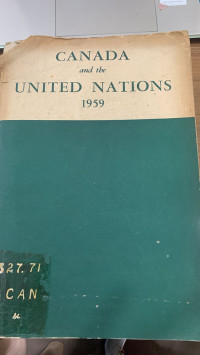 CANADA
and the
UNITED NATIONS
1959
327.71
CAN
u